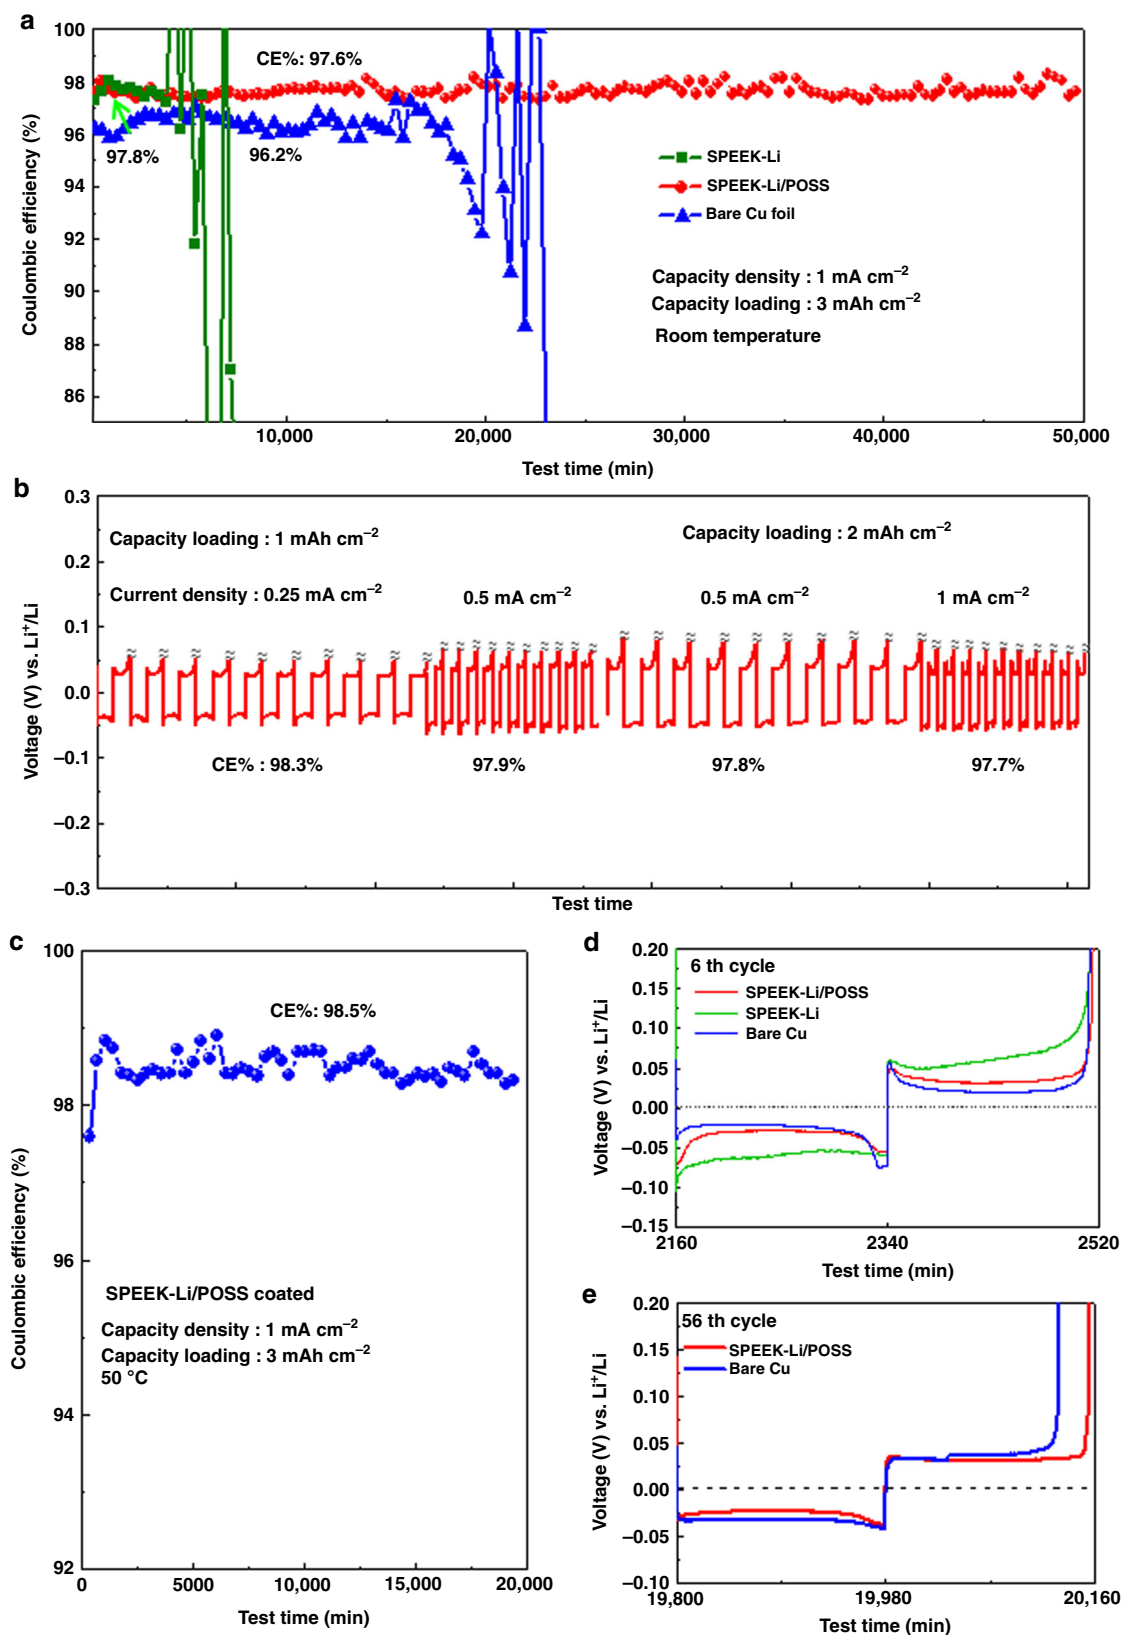 a
100
98
96
94
92
90
88
86
Coulombic efficiency (%)
CE%: 97.6%
97.8%
96.2%
SPEEK-Li
SPEEK-Li/POSS
Bare Cu foil
Capacity density : 1 mA cm⁻²
Capacity loading : 3 mAh cm⁻²
Room temperature
10,000 20,000 30,000 40,000 50,000
Test time (min)
b
0.3
0.2
0.1
0.0
−0.1
−0.2
−0.3
Voltage (V) vs. Li⁺/Li
Capacity loading : 1 mAh cm⁻² Capacity loading : 2 mAh cm⁻²
Current density : 0.25 mA cm⁻² 0.5 mA cm⁻² 0.5 mA cm⁻² 1 mA cm⁻²
CE% : 98.3% 97.9% 97.8% 97.7%
Test time
c
100
98
96
94
92
Coulombic efficiency (%)
CE%: 98.5%
SPEEK-Li/POSS coated
Capacity density : 1 mA cm⁻²
Capacity loading : 3 mAh cm⁻²
50 °C
0 5000 10,000 15,000 20,000
Test time (min)
d
0.20
0.15
0.10
0.05
0.00
−0.05
−0.10
−0.15
Voltage (V) vs. Li⁺/Li
6 th cycle
SPEEK-Li/POSS
SPEEK-Li
Bare Cu
2160 2340 2520
Test time (min)
e
0.20
0.15
0.10
0.05
0.00
−0.05
−0.10
Voltage (V) vs. Li⁺/Li
56 th cycle
SPEEK-Li/POSS
Bare Cu
19,800 19,980 20,160
Test time (min)